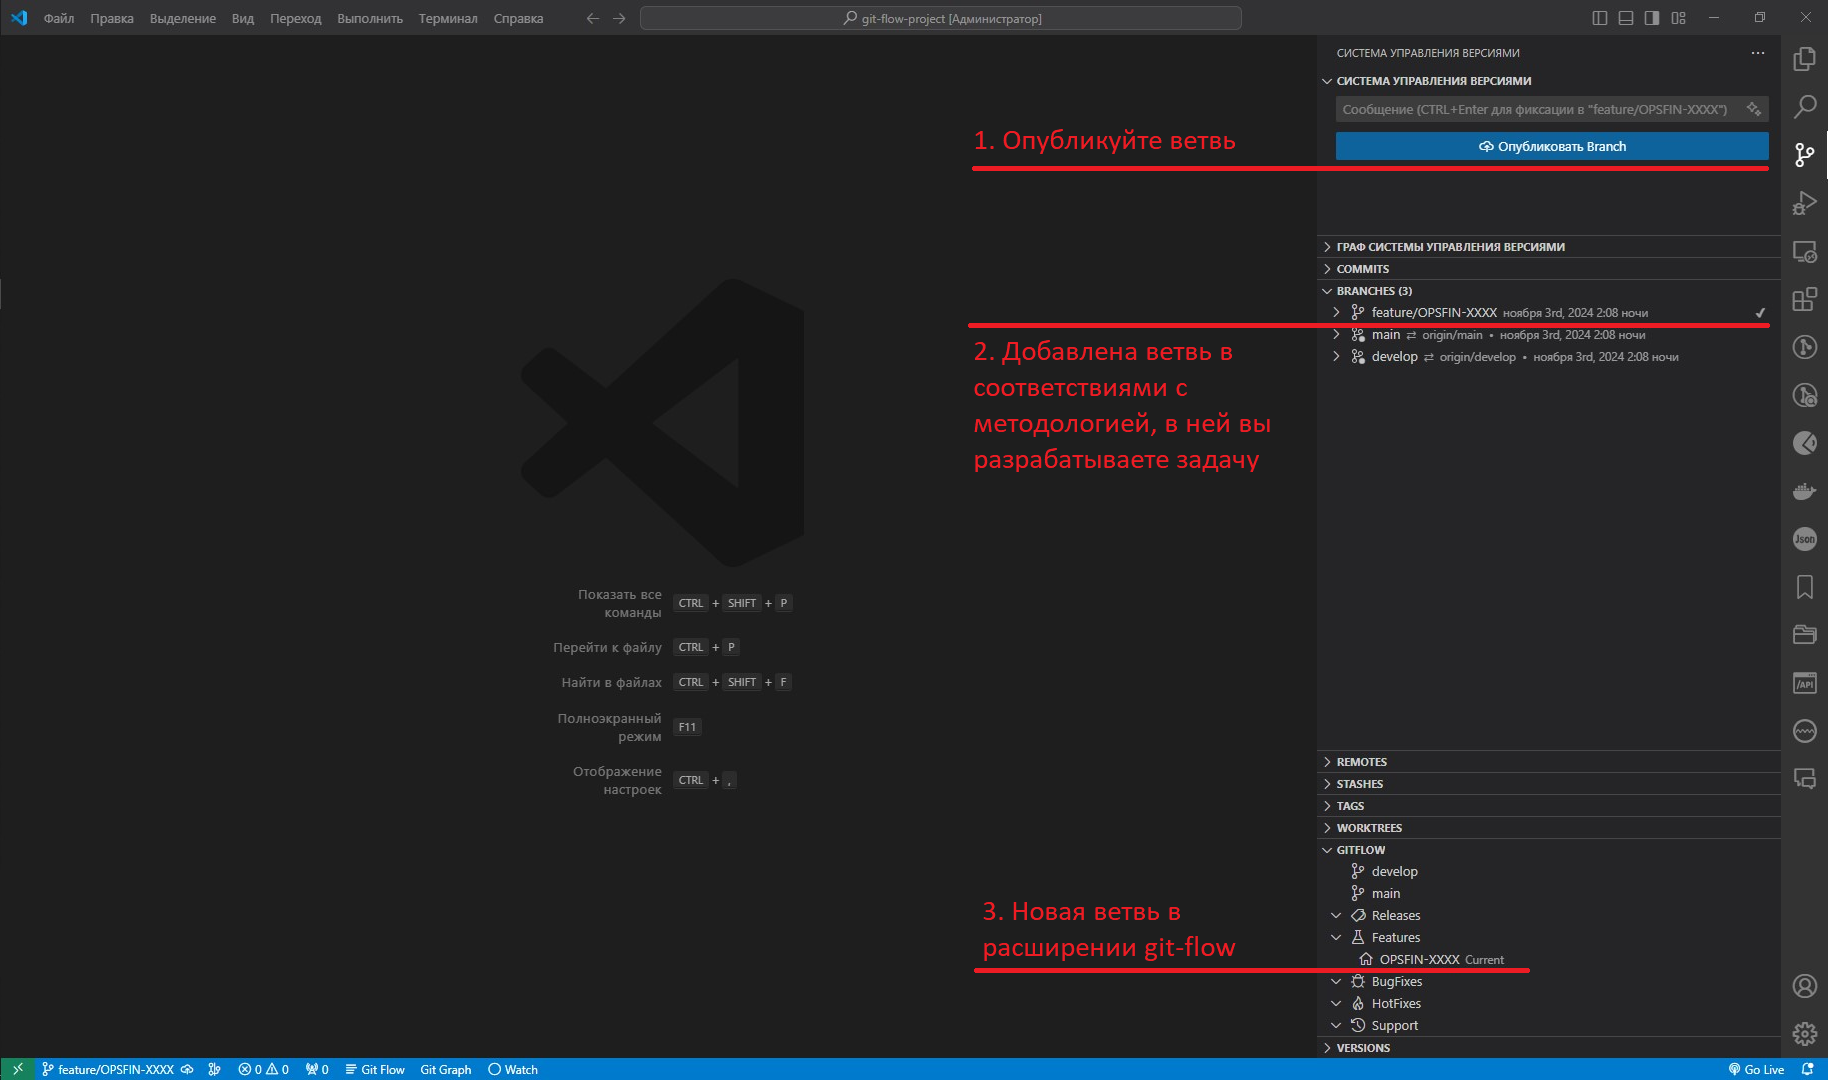 Файл Правка Выделение Вид Переход Выполнить Терминал Справка
git-flow-project [Администратор]
СИСТЕМА УПРАВЛЕНИЯ ВЕРСИЯМИ
СИСТЕМА УПРАВЛЕНИЯ ВЕРСИЯМИ
Сообщение (CTRL+Enter для фиксации в "feature/OPSFIN-XXXX")
1. Опубликуйте ветвь
Опубликовать Branch
ГРАФ СИСТЕМЫ УПРАВЛЕНИЯ ВЕРСИЯМИ
COMMITS
BRANCHES (3)
feature/OPSFIN-XXXX ноября 3rd, 2024 2:08 ночи
main ⇄ origin/main • ноября 3rd, 2024 2:08 ночи
develop ⇄ origin/develop • ноября 3rd, 2024 2:08 ночи
2. Добавлена ветвь в
соответствиями с
методологией, в ней вы
разрабатываете задачу
Показать все
команды
CTRL + SHIFT + P
Перейти к файлу CTRL + P
Найти в файлах CTRL + SHIFT + F
Полноэкранный
режим
F11
Отображение
настроек
CTRL + ,
Json
/API
REMOTES
STASHES
TAGS
WORKTREES
GITFLOW
develop
main
Releases
Features
OPSFIN-XXXX Current
BugFixes
HotFixes
Support
VERSIONS
3. Новая ветвь в
расширении git-flow
feature/OPSFIN-XXXX 0 0 0 Git Flow Git Graph Watch Go Live